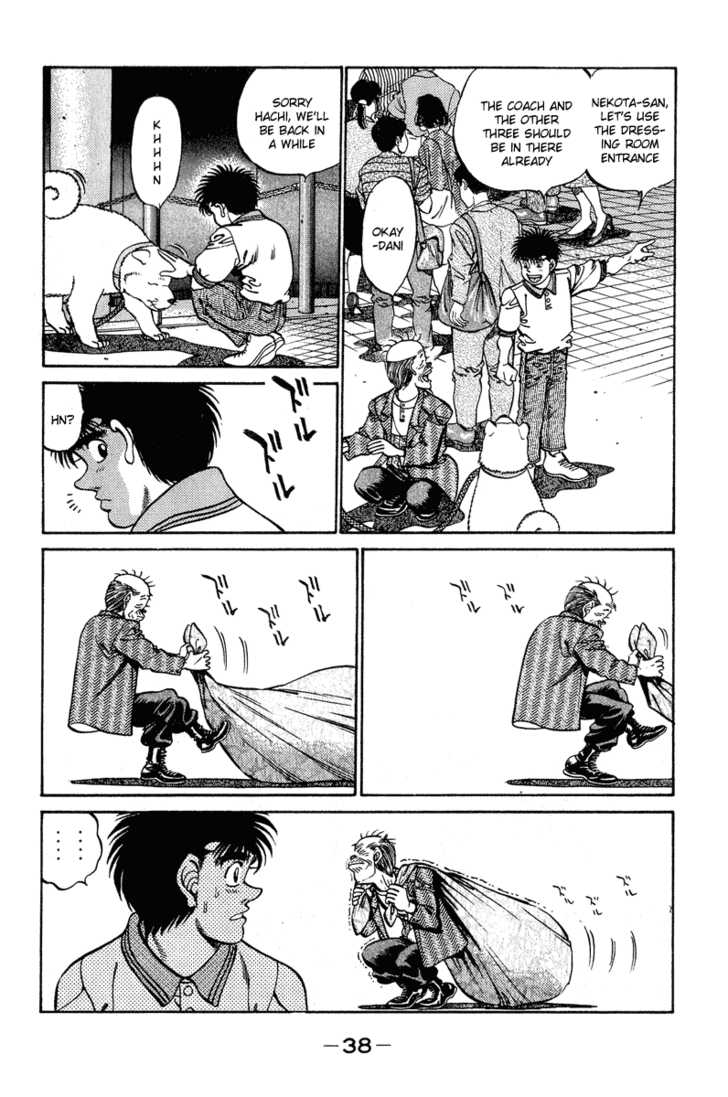 NEKOTA-SAN,
LET'S USE
THE DRESS-
ING ROOM
ENTRANCE
THE COACH AND
THE OTHER
THREE SHOULD
BE IN THERE
ALREADY
OKAY
-DANI
SORRY
HACHI, WE'LL
BE BACK IN
A WHILE
K
H
H
H
N
HN?
ズル
ズル
ズル
ズル
ズル
ズル
ズル
ズル
......
ズル
ズル
ズル
—38—